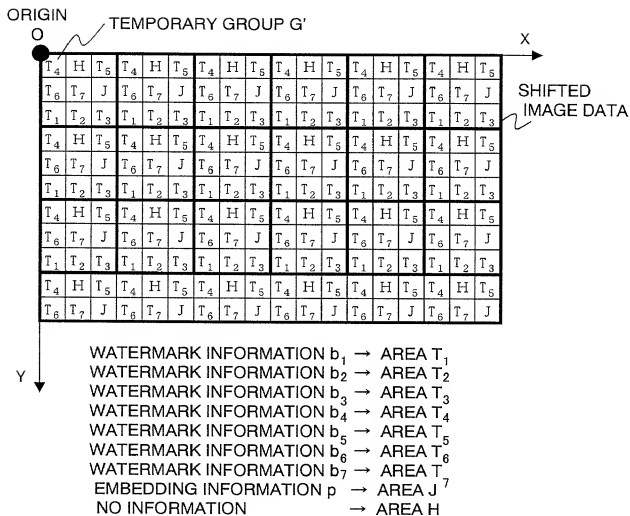 ORIGIN
O
TEMPORARY GROUP G'
X
T4 H T5 T4 H T5 T4 H T5 T4 H T5 T4 H T5 T4 H T5
T6 T7 J T6 T7 J T6 T7 J T6 T7 J T6 T7 J T6 T7 J
T1 T2 T3 T1 T2 T3 T1 T2 T3 T1 T2 T3 T1 T2 T3 T1 T2 T3
T4 H T5 T4 H T5 T4 H T5 T4 H T5 T4 H T5 T4 H T5
T6 T7 J T6 T7 J T6 T7 J T6 T7 J T6 T7 J T6 T7 J
T1 T2 T3 T1 T2 T3 T1 T2 T3 T1 T2 T3 T1 T2 T3 T1 T2 T3
T4 H T5 T4 H T5 T4 H T5 T4 H T5 T4 H T5 T4 H T5
T6 T7 J T6 T7 J T6 T7 J T6 T7 J T6 T7 J T6 T7 J
T1 T2 T3 T1 T2 T3 T1 T2 T3 T1 T2 T3 T1 T2 T3 T1 T2 T3
T4 H T5 T4 H T5 T4 H T5 T4 H T5 T4 H T5 T4 H T5
T6 T7 J T6 T7 J T6 T7 J T6 T7 J T6 T7 J T6 T7 J
SHIFTED
IMAGE DATA
Y
WATERMARK INFORMATION b1 → AREA T1
WATERMARK INFORMATION b2 → AREA T2
WATERMARK INFORMATION b3 → AREA T3
WATERMARK INFORMATION b4 → AREA T4
WATERMARK INFORMATION b5 → AREA T5
WATERMARK INFORMATION b6 → AREA T6
WATERMARK INFORMATION b7 → AREA T7
EMBEDDING INFORMATION p → AREA J
NO INFORMATION → AREA H